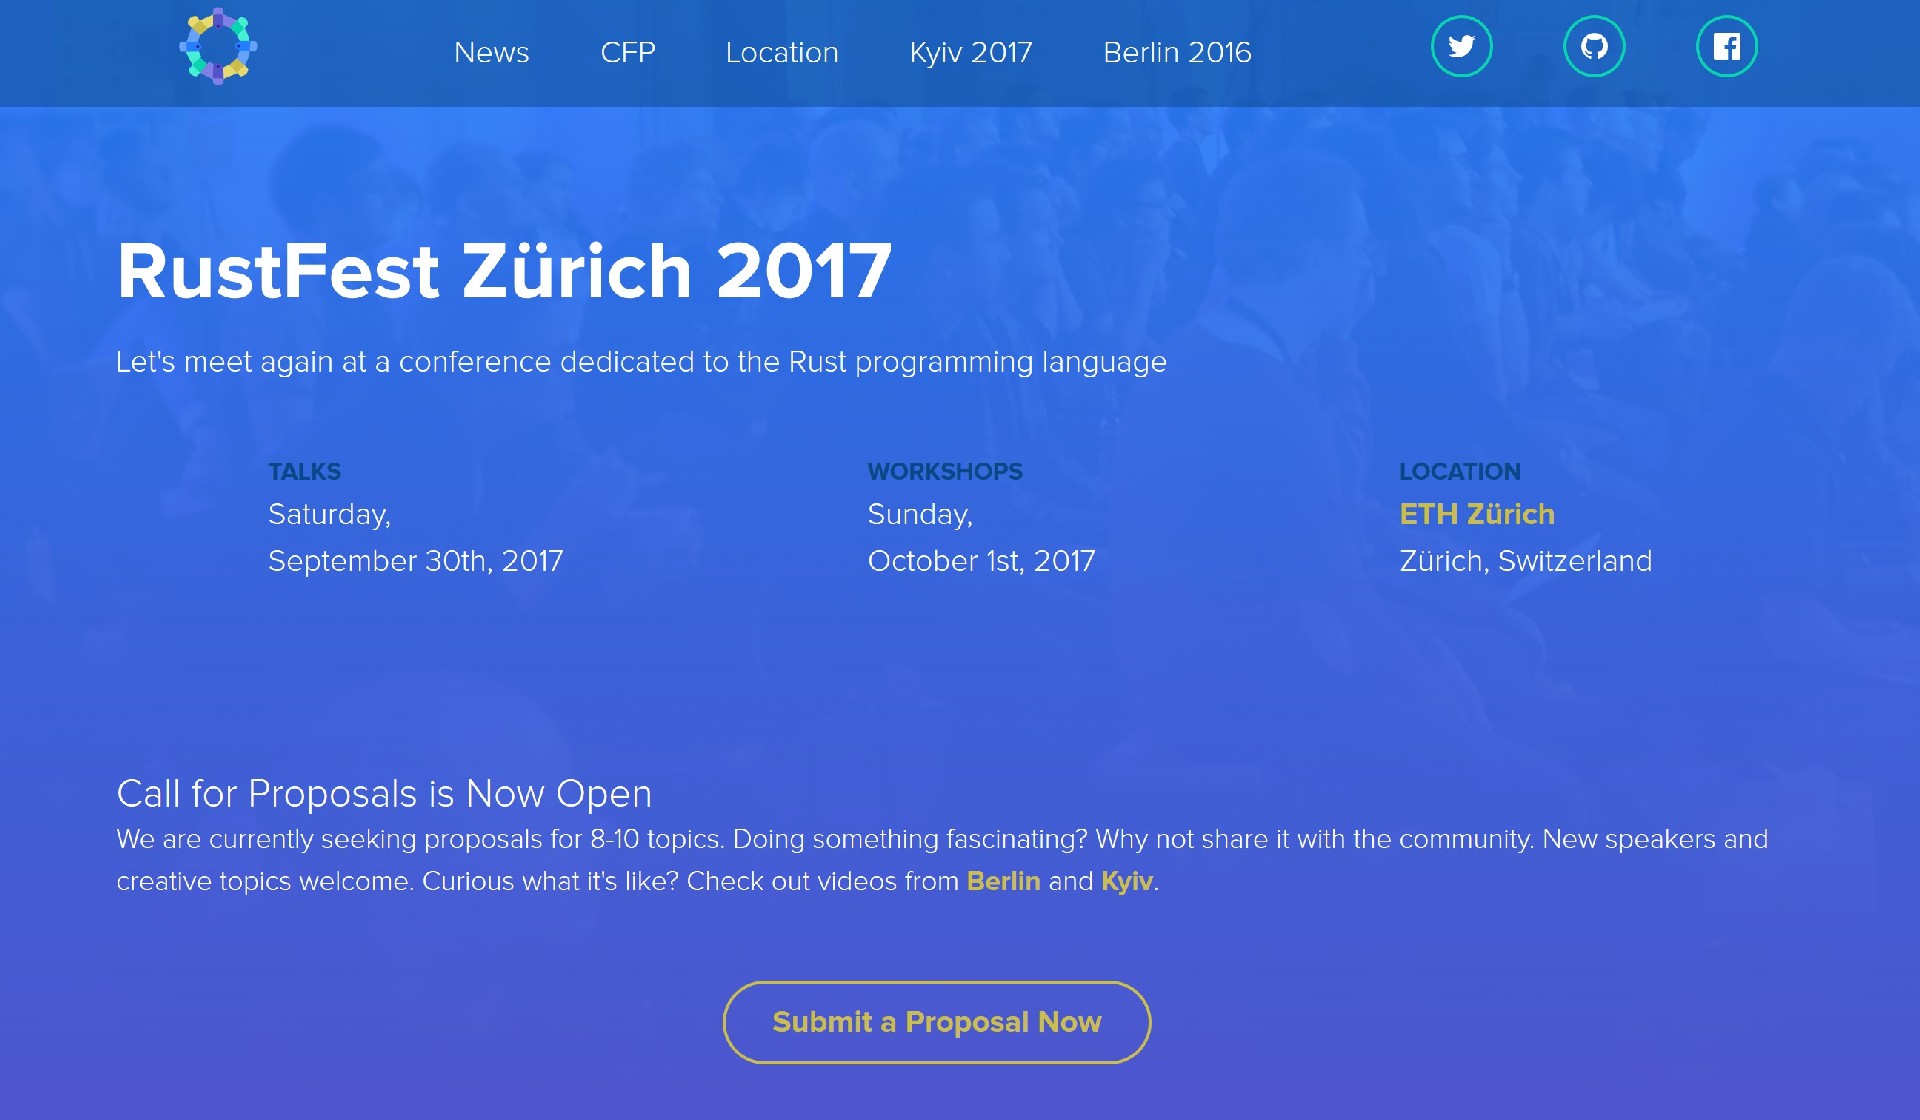 News
CFP
Location
Kyiv 2017
Berlin 2016
RustFest Zürich 2017
Let's meet again at a conference dedicated to the Rust programming language
TALKS
Saturday,
September 30th, 2017
WORKSHOPS
Sunday,
October 1st, 2017
LOCATION
ETH Zürich
Zürich, Switzerland
Call for Proposals is Now Open
We are currently seeking proposals for 8-10 topics. Doing something fascinating? Why not share it with the community. New speakers and
creative topics welcome. Curious what it's like? Check out videos from Berlin and Kyiv.
Submit a Proposal Now